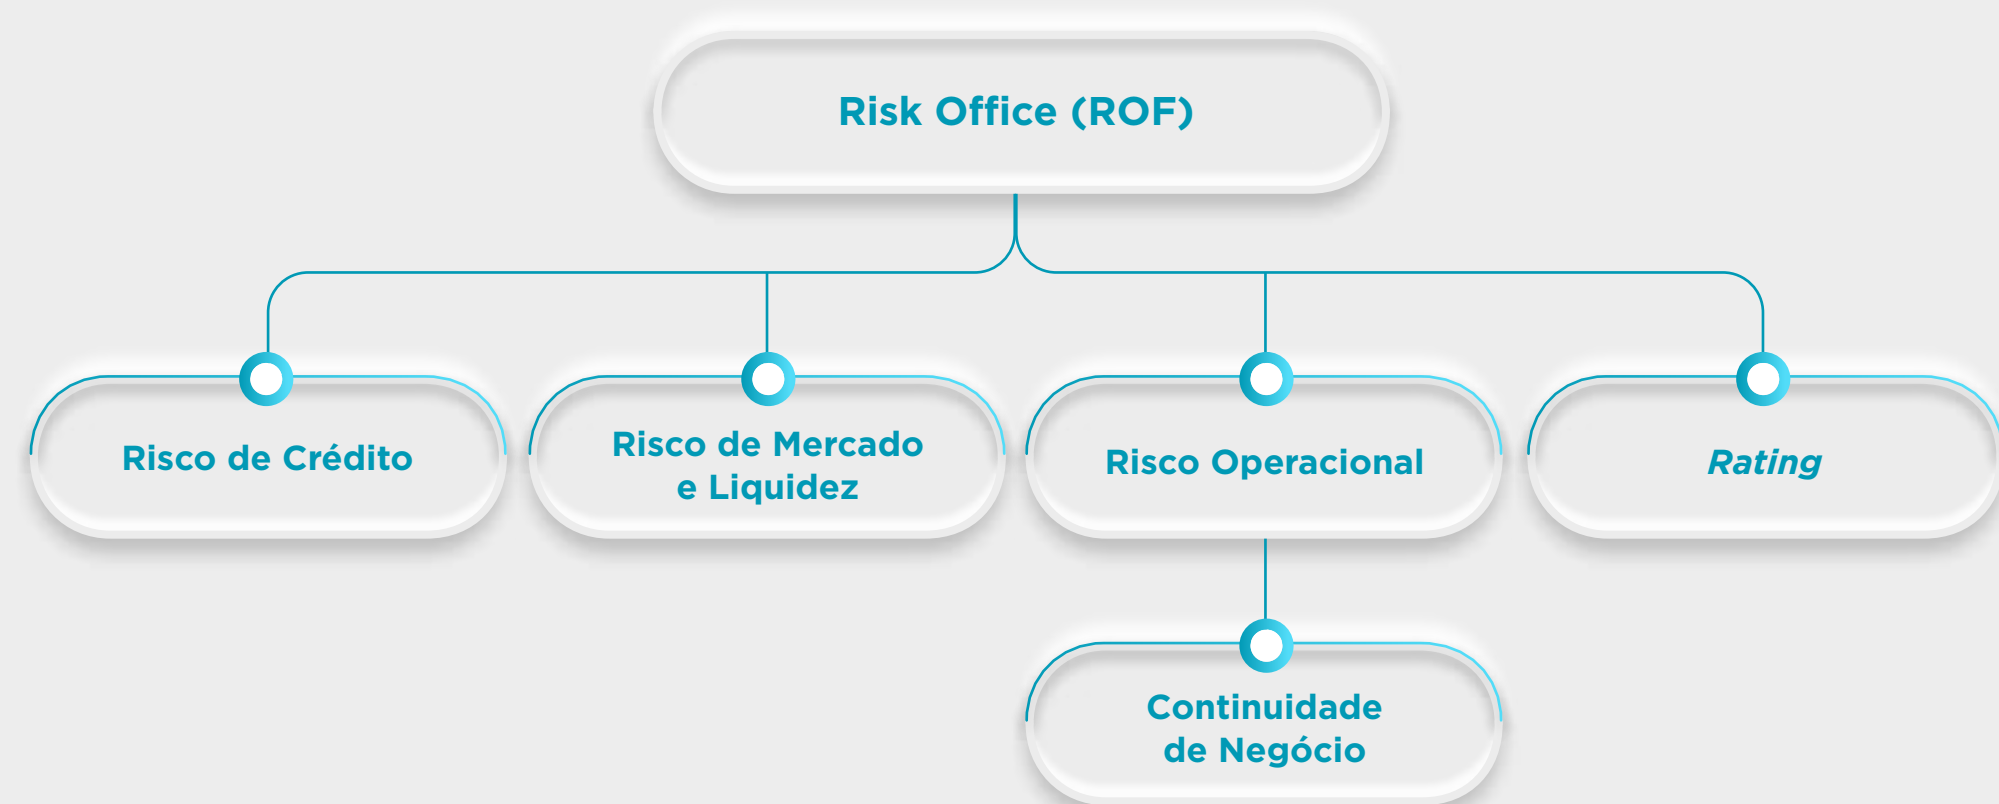 Risk Office (ROF)
Risco de Crédito
Risco de Mercado
e Liquidez
Risco Operacional
Rating
Continuidade
de Negócio